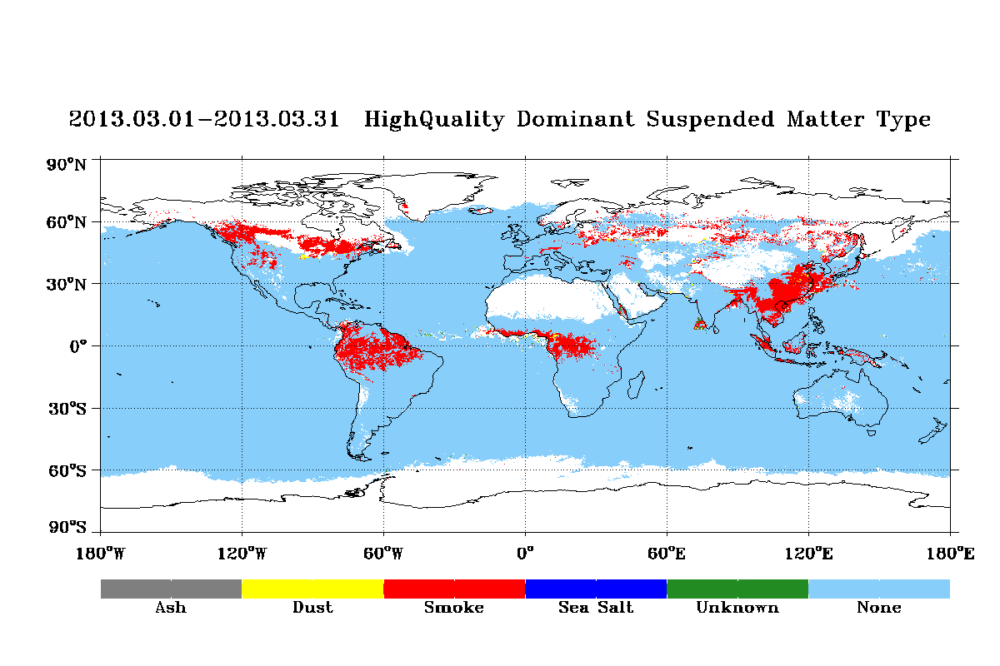 2013.03.01−2013.03.31 HighQuality Dominant Suspended Matter Type
90°N
60°N
30°N
0°
30°S
60°S
90°S
180°W 120°W 60°W 0° 60°E 120°E 180°E
Ash Dust Smoke Sea Salt Unknown None